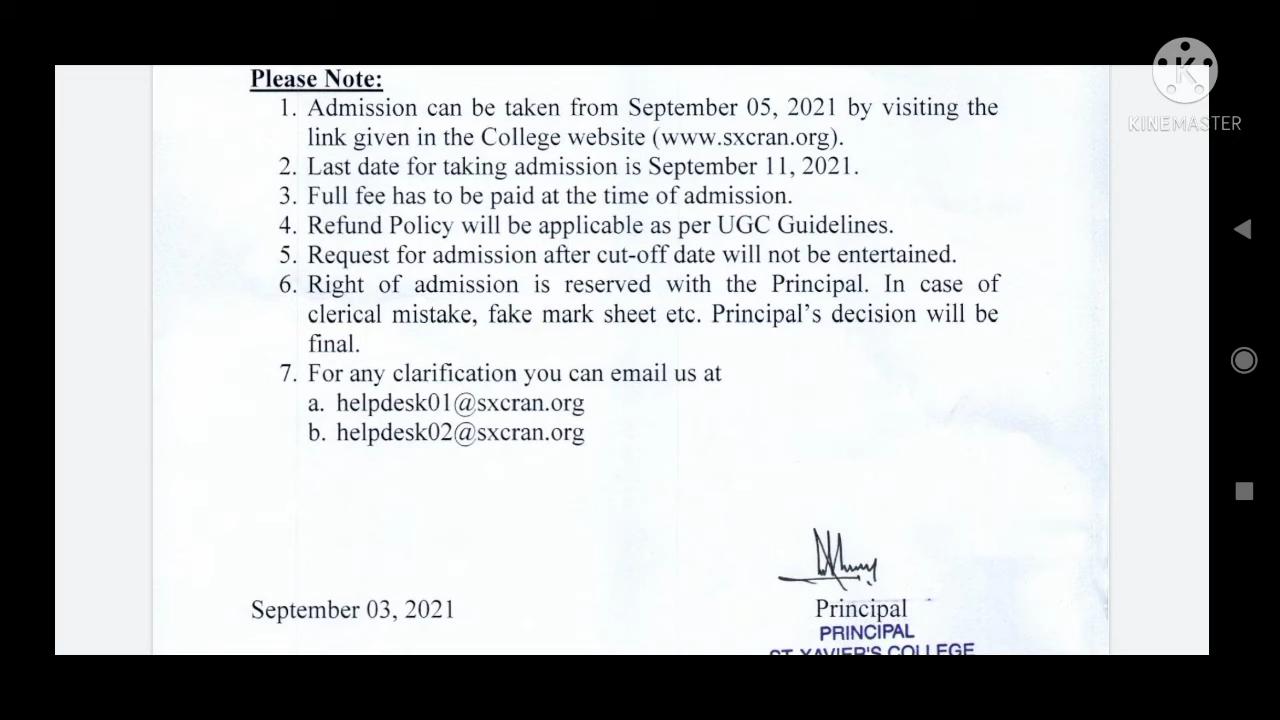 Please Note:
1. Admission can be taken from September 05, 2021 by visiting the
link given in the College website (www.sxcran.org).
2. Last date for taking admission is September 11, 2021.
3. Full fee has to be paid at the time of admission.
4. Refund Policy will be applicable as per UGC Guidelines.
5. Request for admission after cut-off date will not be entertained.
6. Right of admission is reserved with the Principal. In case of
clerical mistake, fake mark sheet etc. Principal's decision will be
final.
7. For any clarification you can email us at
a. helpdesk01@sxcran.org
b. helpdesk02@sxcran.org
September 03, 2021
Principal
PRINCIPAL
ST. XAVIER'S COLLEGE
K
KINEMASTER